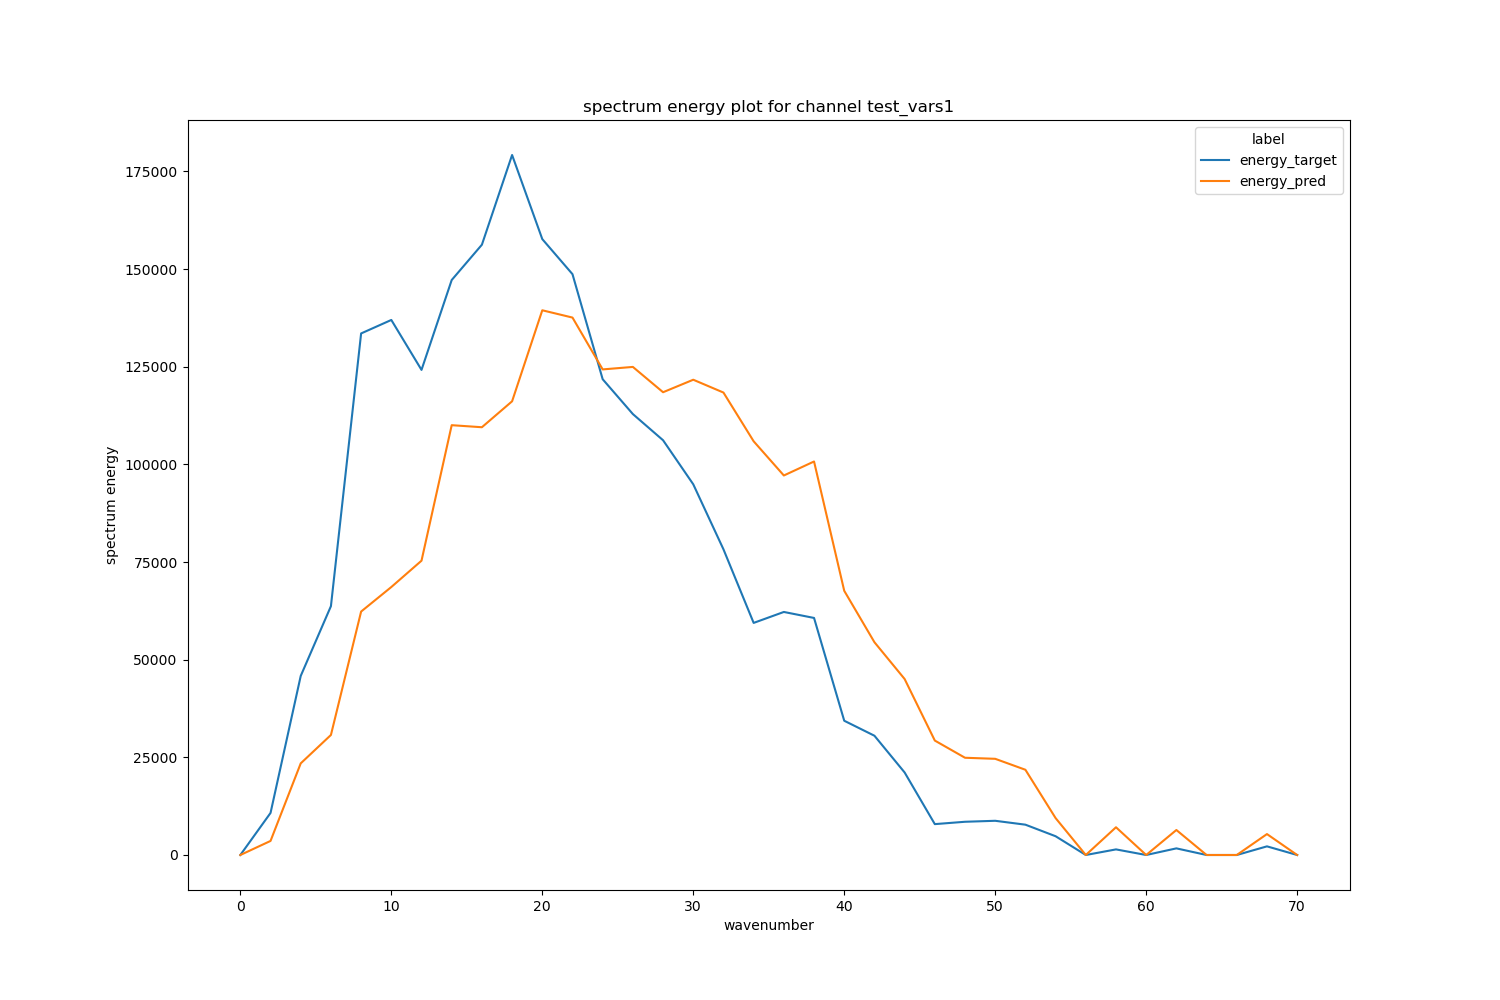 spectrum energy plot for channel test_vars1
label
energy_target
energy_pred
175000
150000
125000
100000
75000
50000
25000
0
spectrum energy
0 10 20 30 40 50 60 70
wavenumber